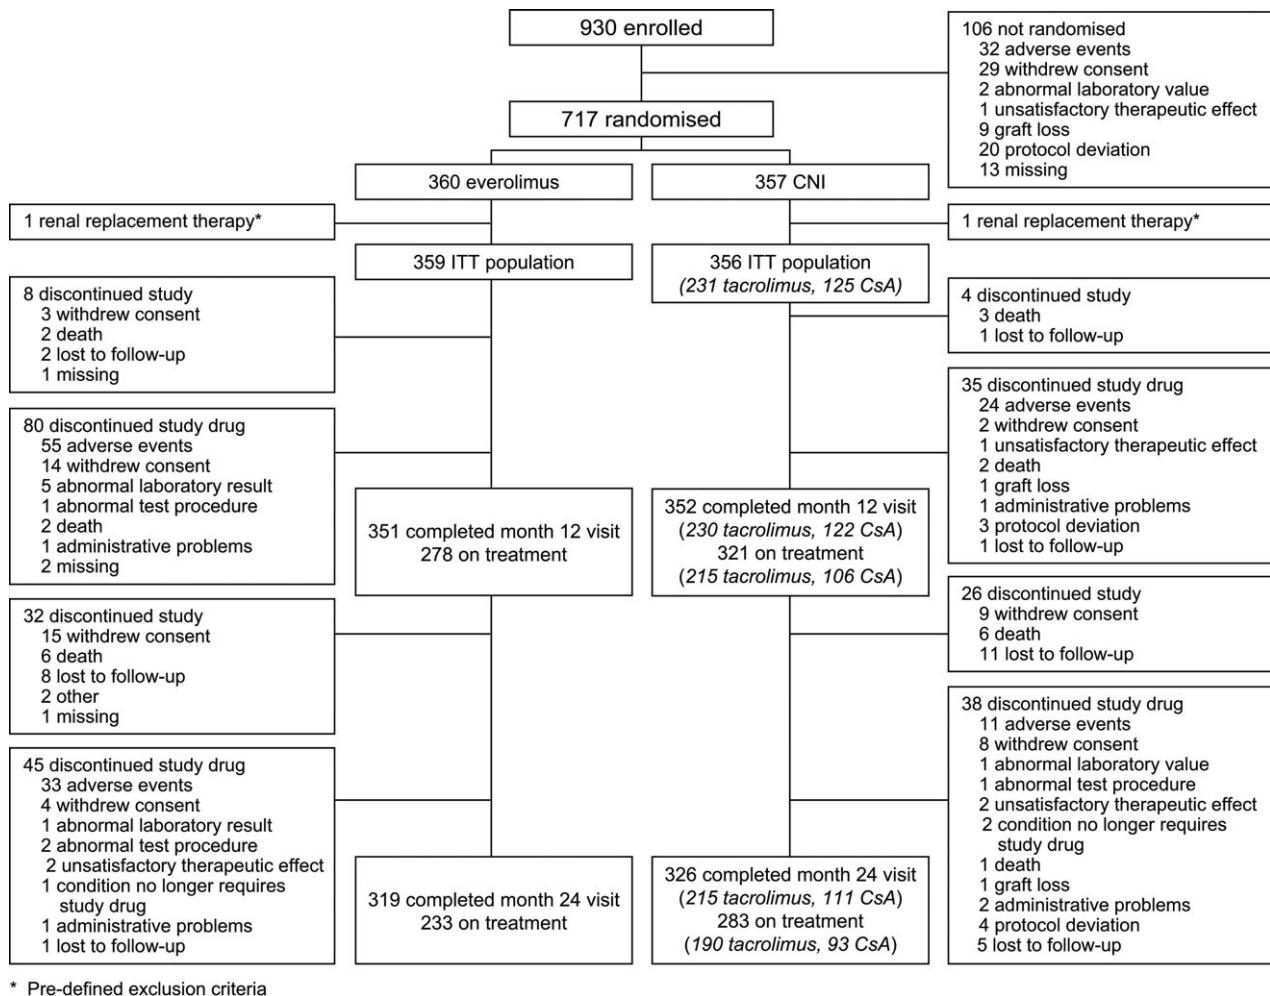 930 enrolled
106 not randomised
32 adverse events
29 withdrew consent
2 abnormal laboratory value
1 unsatisfactory therapeutic effect
9 graft loss
20 protocol deviation
13 missing
717 randomised
360 everolimus
357 CNI
1 renal replacement therapy*
1 renal replacement therapy*
359 ITT population
356 ITT population
(231 tacrolimus, 125 CsA)
8 discontinued study
3 withdrew consent
2 death
2 lost to follow-up
1 missing
4 discontinued study
3 death
1 lost to follow-up
80 discontinued study drug
55 adverse events
14 withdrew consent
5 abnormal laboratory result
1 abnormal test procedure
2 death
1 administrative problems
2 missing
35 discontinued study drug
24 adverse events
2 withdrew consent
1 unsatisfactory therapeutic effect
2 death
1 graft loss
1 administrative problems
3 protocol deviation
1 lost to follow-up
351 completed month 12 visit
278 on treatment
352 completed month 12 visit
(230 tacrolimus, 122 CsA)
321 on treatment
(215 tacrolimus, 106 CsA)
32 discontinued study
15 withdrew consent
6 death
8 lost to follow-up
2 other
1 missing
26 discontinued study
9 withdrew consent
6 death
11 lost to follow-up
45 discontinued study drug
33 adverse events
4 withdrew consent
1 abnormal laboratory result
2 abnormal test procedure
2 unsatisfactory therapeutic effect
1 condition no longer requires
study drug
1 administrative problems
1 lost to follow-up
38 discontinued study drug
11 adverse events
8 withdrew consent
1 abnormal laboratory value
1 abnormal test procedure
2 unsatisfactory therapeutic effect
2 condition no longer requires
study drug
1 death
1 graft loss
2 administrative problems
4 protocol deviation
5 lost to follow-up
319 completed month 24 visit
233 on treatment
326 completed month 24 visit
(215 tacrolimus, 111 CsA)
283 on treatment
(190 tacrolimus, 93 CsA)
* Pre-defined exclusion criteria